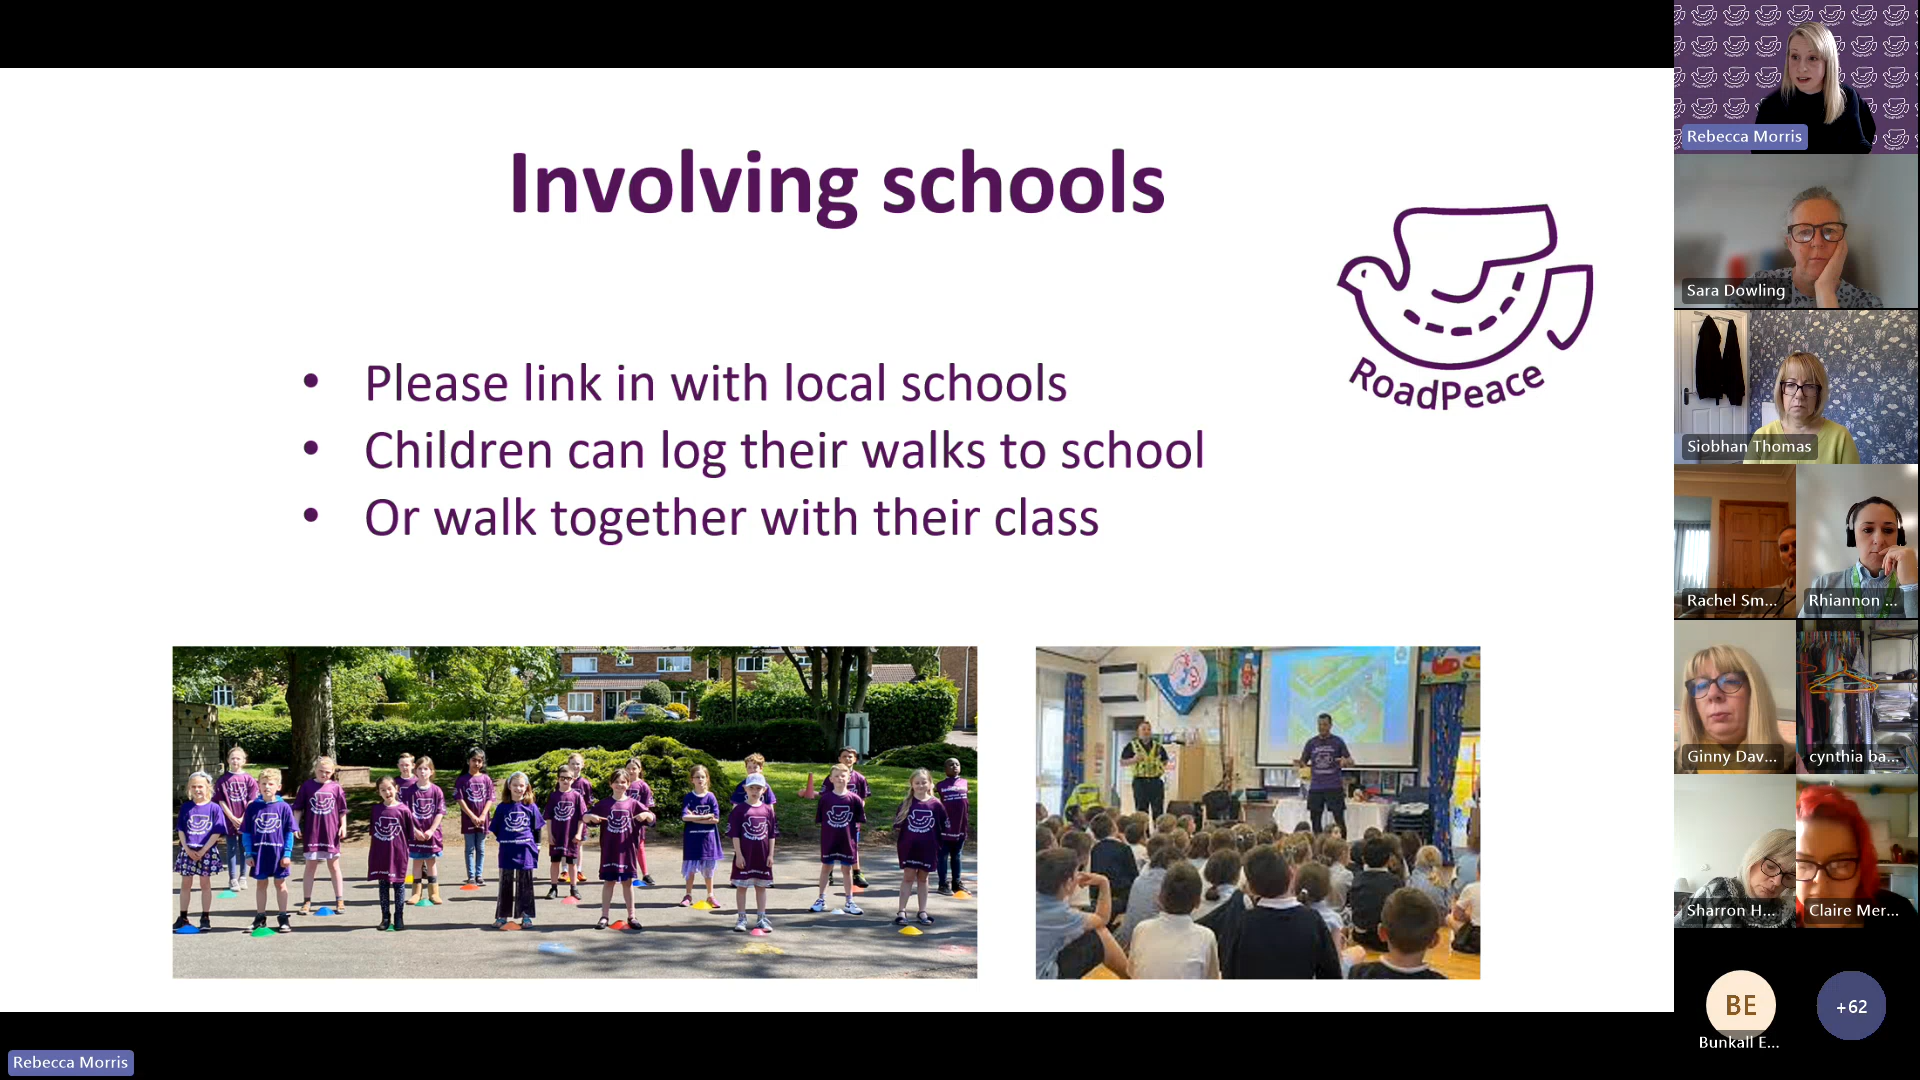 Involving schools
RoadPeace
• Please link in with local schools
• Children can log their walks to school
• Or walk together with their class
Rebecca Morris
Sara Dowling
Siobhan Thomas
Rachel Sm...
Rhiannon ...
Ginny Dav...
cynthia ba...
Sharron H...
Claire Mer...
BE
+62
Bunkall E...
Rebecca Morris